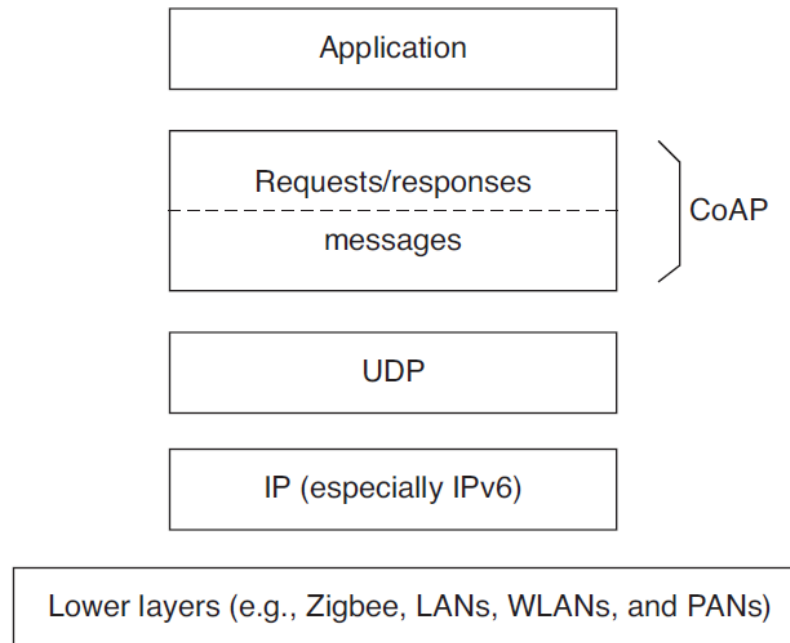 Application
Requests/responses
messages
CoAP
UDP
IP (especially IPv6)
Lower layers (e.g., Zigbee, LANs, WLANs, and PANs)